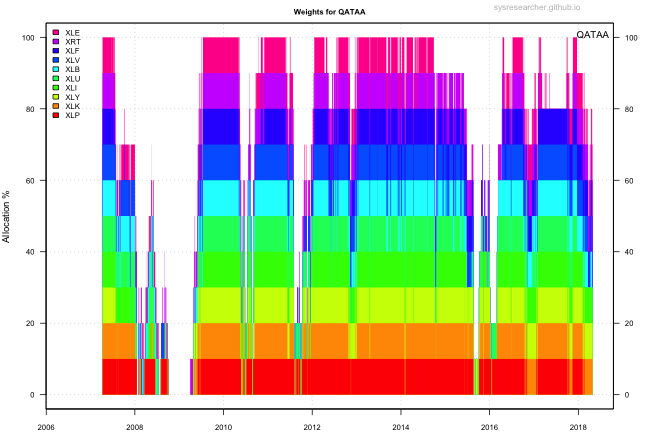 Weights for QATAA
sysresearcher.github.io
QATAA
XLE
XRT
XLF
XLV
XLB
XLU
XLI
XLY
XLK
XLP
Allocation %
100
80
60
40
20
0
100
80
60
40
20
0
2006 2008 2010 2012 2014 2016 2018